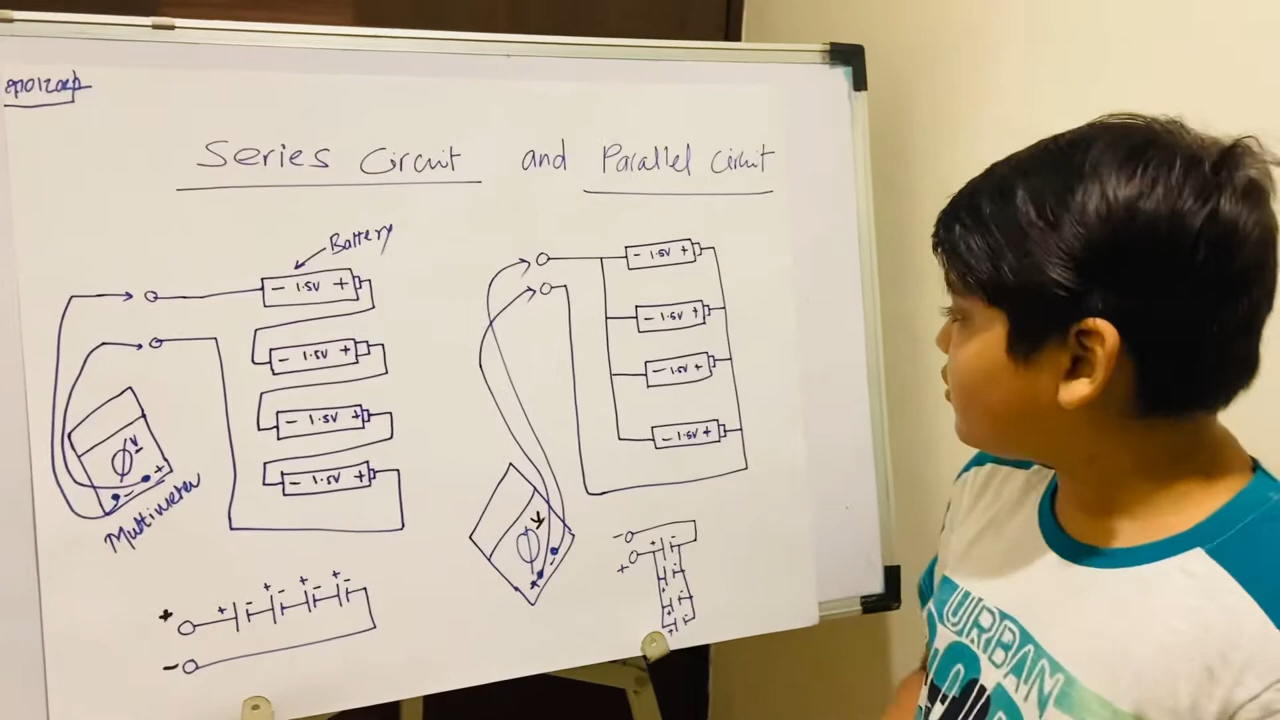 Series Circuit and Parallel Circuit
Battery
- 1.5V +
- 1.5V +
- 1.5V +
- 1.5V +
V
- +
Multimeter
+ + - + - + - + -
-
- 1.5V +
- 1.5V +
- 1.5V +
- 1.5V +
V
+ -
- + -
+ + -
+ -
+ -
URBAN